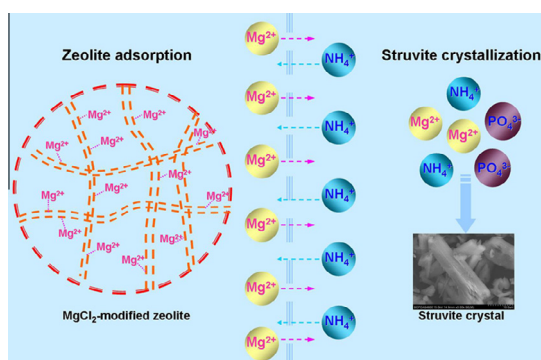 Zeolite adsorption
Mg²⁺
Mg²⁺
Mg²⁺
Mg²⁺
Mg²⁺
Mg²⁺
Mg²⁺
Mg²⁺
Mg²⁺
Mg²⁺
Mg²⁺
Mg²⁺
Mg²⁺
MgCl₂-modified zeolite
Mg²⁺
NH₄⁺
Mg²⁺
NH₄⁺
Mg²⁺
NH₄⁺
Mg²⁺
NH₄⁺
Mg²⁺
NH₄⁺
Mg²⁺
Struvite crystallization
NH₄⁺
Mg²⁺
PO₄³⁻
Mg²⁺
NH₄⁺
PO₄³⁻
Struvite crystal